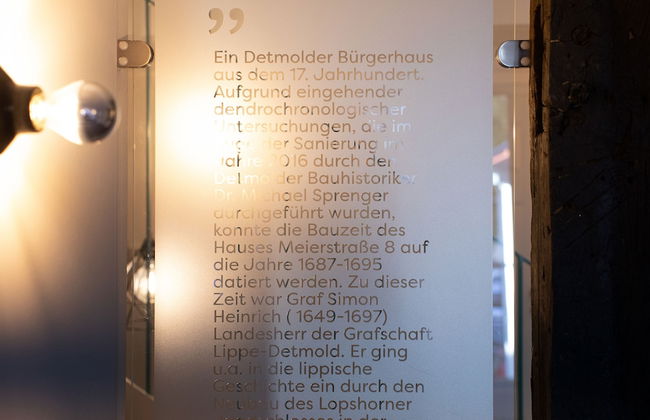 ”
Ein Detmolder Bürgerhaus
aus dem 17. Jahrhundert.
Aufgrund eingehender
dendrochronologischer
Untersuchungen, die im
der Sanierung im
Jahre 2016 durch den
Detmolder Bauhistoriker
Dr. Michael Sprenger
durchgeführt wurden,
konnte die Bauzeit des
Hauses Meierstraße 8 auf
die Jahre 1687-1695
datiert werden. Zu dieser
Zeit war Graf Simon
Heinrich ( 1649-1697)
Landesherr der Grafschaft
Lippe-Detmold. Er ging
u.a. in die lippische
Geschichte ein durch den
Neubau des Lopshorner
in der